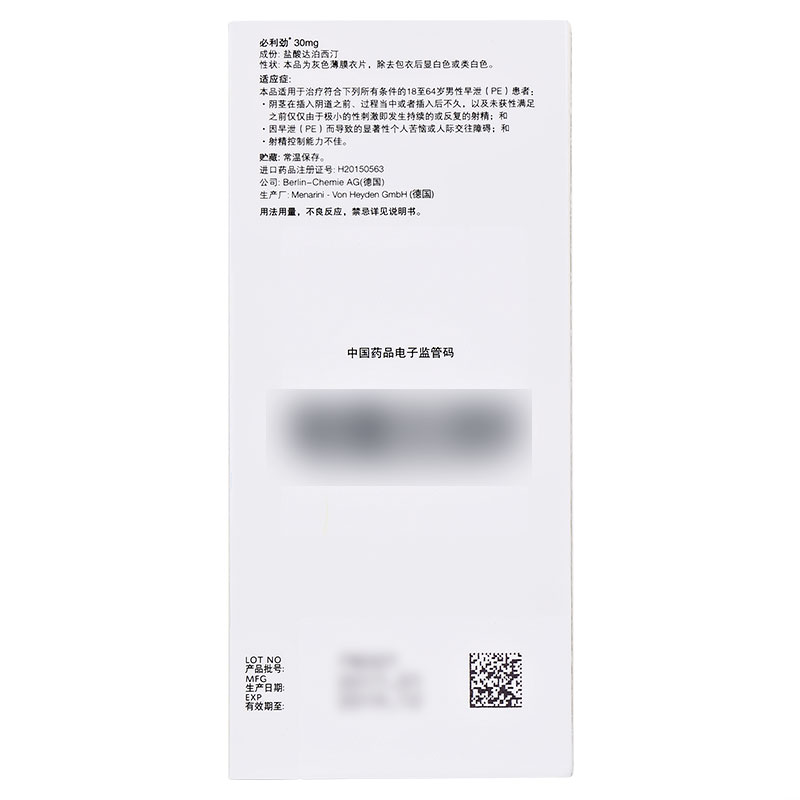 必利劲® 30mg
成份: 盐酸达泊西汀
性状: 本品为灰色薄膜衣片，除去包衣后显白色或类白色。
适应症:
本品适用于治疗符合下列所有条件的18至64岁男性早泄（PE）患者：
·阴茎在插入阴道之前、过程当中或者插入后不久，以及未获性满足
之前仅仅由于极小的性刺激即发生持续的或反复的射精；和
·因早泄（PE）而导致的显著性个人苦恼或人际交往障碍；和
·射精控制能力不佳。
贮藏: 常温保存。
进口药品注册证号: H20150563
公司: Berlin-Chemie AG(德国)
生产厂: Menarini - Von Heyden GmbH (德国)
用法用量，不良反应，禁忌详见说明书。
中国药品电子监管码
LOT NO
产品批号:
MFG
生产日期:
EXP
有效期至: